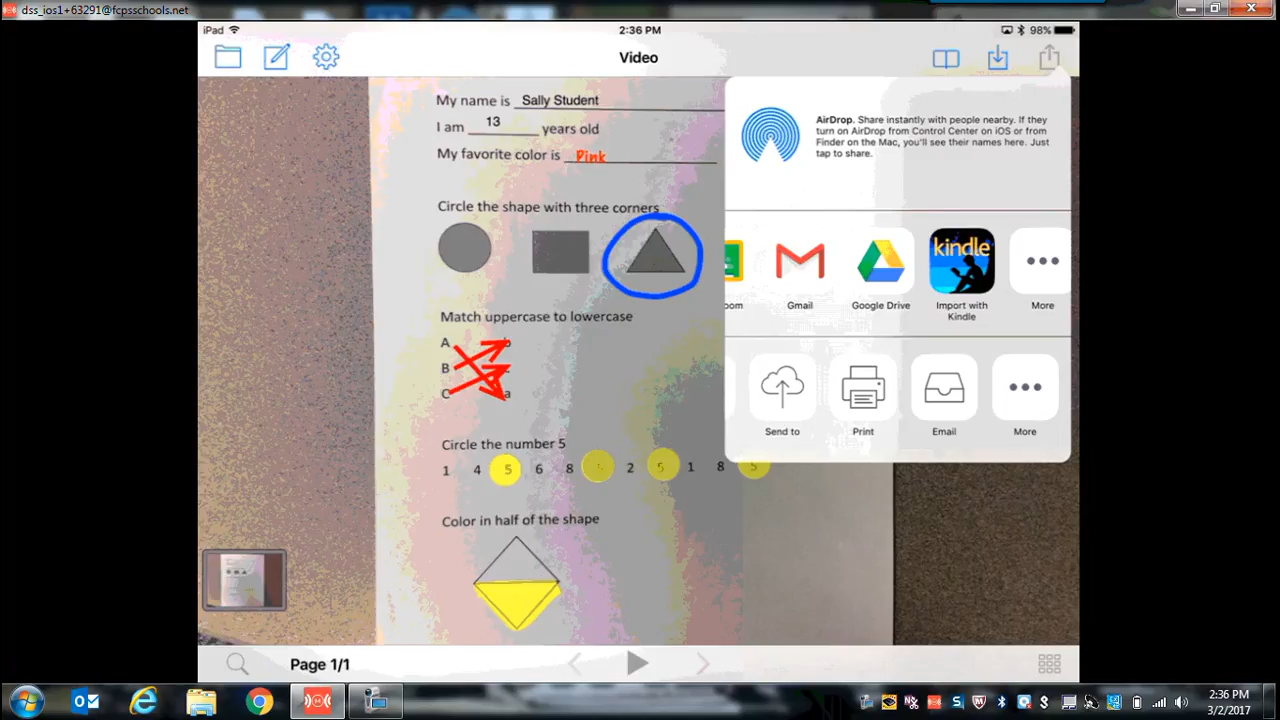 dss_ios1+63291@fcpsschools.net
iPad 2:36 PM 98%
Video
My name is Sally Student
I am 13 years old
My favorite color is Pink
Circle the shape with three corners
Match uppercase to lowercase
A
B
C a
Circle the number 5
1 4 5 6 8 5 2 5 1 8 5
Color in half of the shape
AirDrop. Share instantly with people nearby. If they
turn on AirDrop from Control Center on iOS or from
Finder on the Mac, you'll see their names here. Just
tap to share.
kindle
oom Gmail Google Drive Import with
Kindle
More
Send to Print Email More
Page 1/1
2:36 PM
3/2/2017